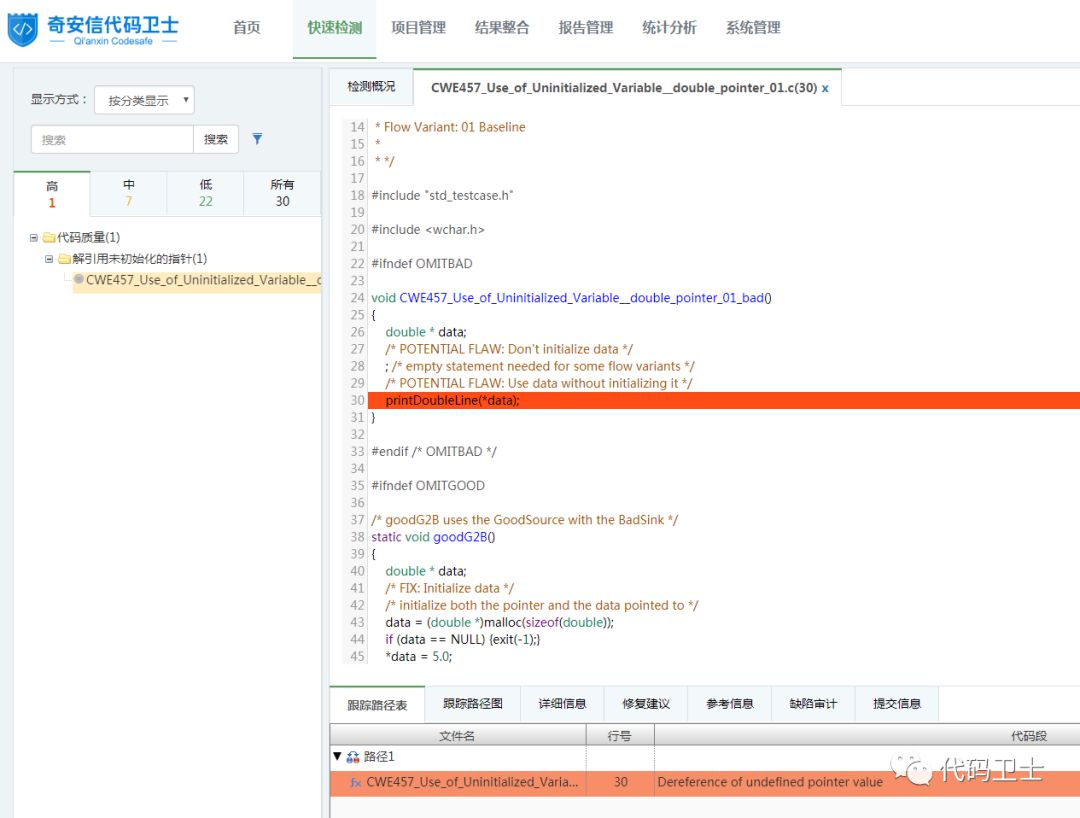 奇安信代码卫士
Qi'anxin Codesafe
首页 快速检测 项目管理 结果整合 报告管理 统计分析 系统管理
显示方式： 按分类显示
搜索 搜索
高 中 低 所有
1 7 22 30
代码质量(1)
解引用未初始化的指针(1)
CWE457_Use_of_Uninitialized_Variable__
检测概况 CWE457_Use_of_Uninitialized_Variable__double_pointer_01.c(30) x
14 * Flow Variant: 01 Baseline
15 *
16 * */
17
18 #include "std_testcase.h"
19
20 #include <wchar.h>
21
22 #ifndef OMITBAD
23
24 void CWE457_Use_of_Uninitialized_Variable__double_pointer_01_bad()
25 {
26 double * data;
27 /* POTENTIAL FLAW: Don't initialize data */
28 ; /* empty statement needed for some flow variants */
29 /* POTENTIAL FLAW: Use data without initializing it */
30 printDoubleLine(*data);
31 }
32
33 #endif /* OMITBAD */
34
35 #ifndef OMITGOOD
36
37 /* goodG2B uses the GoodSource with the BadSink */
38 static void goodG2B()
39 {
40 double * data;
41 /* FIX: Initialize data */
42 /* initialize both the pointer and the data pointed to */
43 data = (double *)malloc(sizeof(double));
44 if (data == NULL) {exit(-1);}
45 *data = 5.0;
跟踪路径表 跟踪路径图 详细信息 修复建议 参考信息 缺陷审计 提交信息
文件名 行号 代码段
路径1
fx CWE457_Use_of_Uninitialized_Varia... 30 Dereference of undefined pointer value
代码卫士